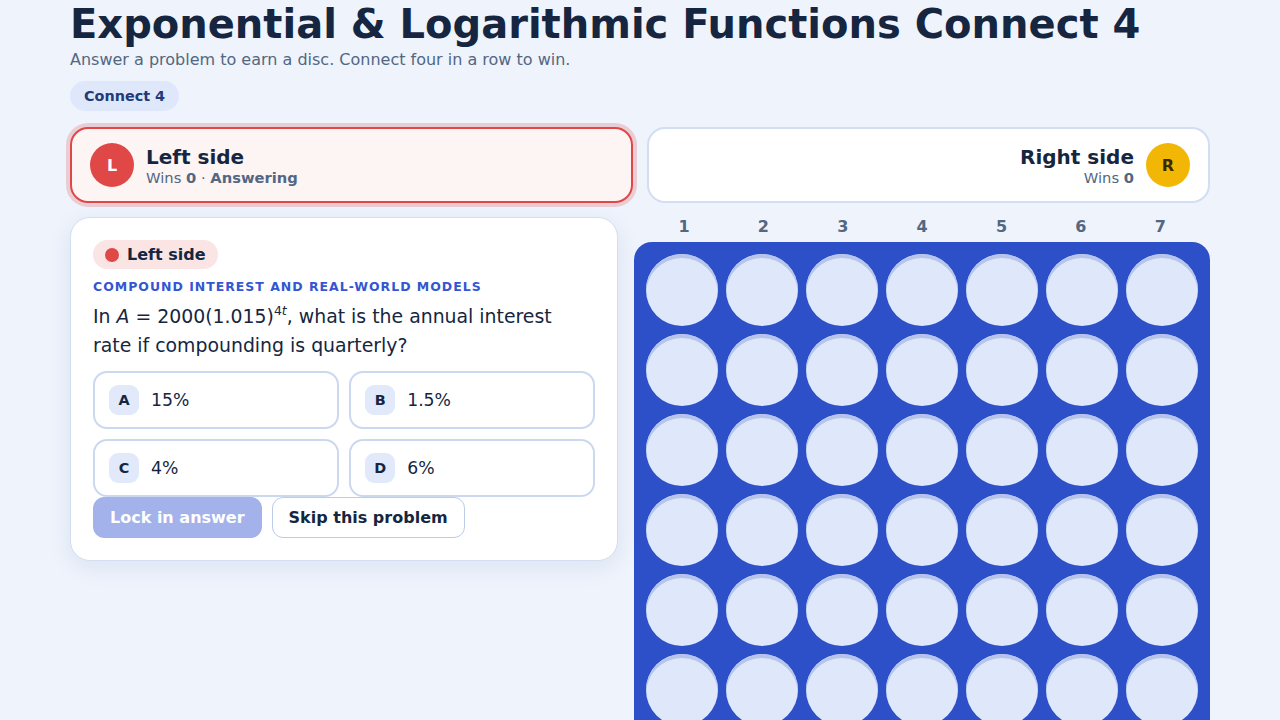 Exponential & Logarithmic Functions Connect 4
Answer a problem to earn a disc. Connect four in a row to win.
Connect 4
L
Left side
Wins 0 · Answering
Right side
Wins 0
R
Left side
COMPOUND INTEREST AND REAL-WORLD MODELS
In A = 2000(1.015)^{4t}, what is the annual interest
rate if compounding is quarterly?
A 15%
B 1.5%
C 4%
D 6%
Lock in answer
Skip this problem
1 2 3 4 5 6 7